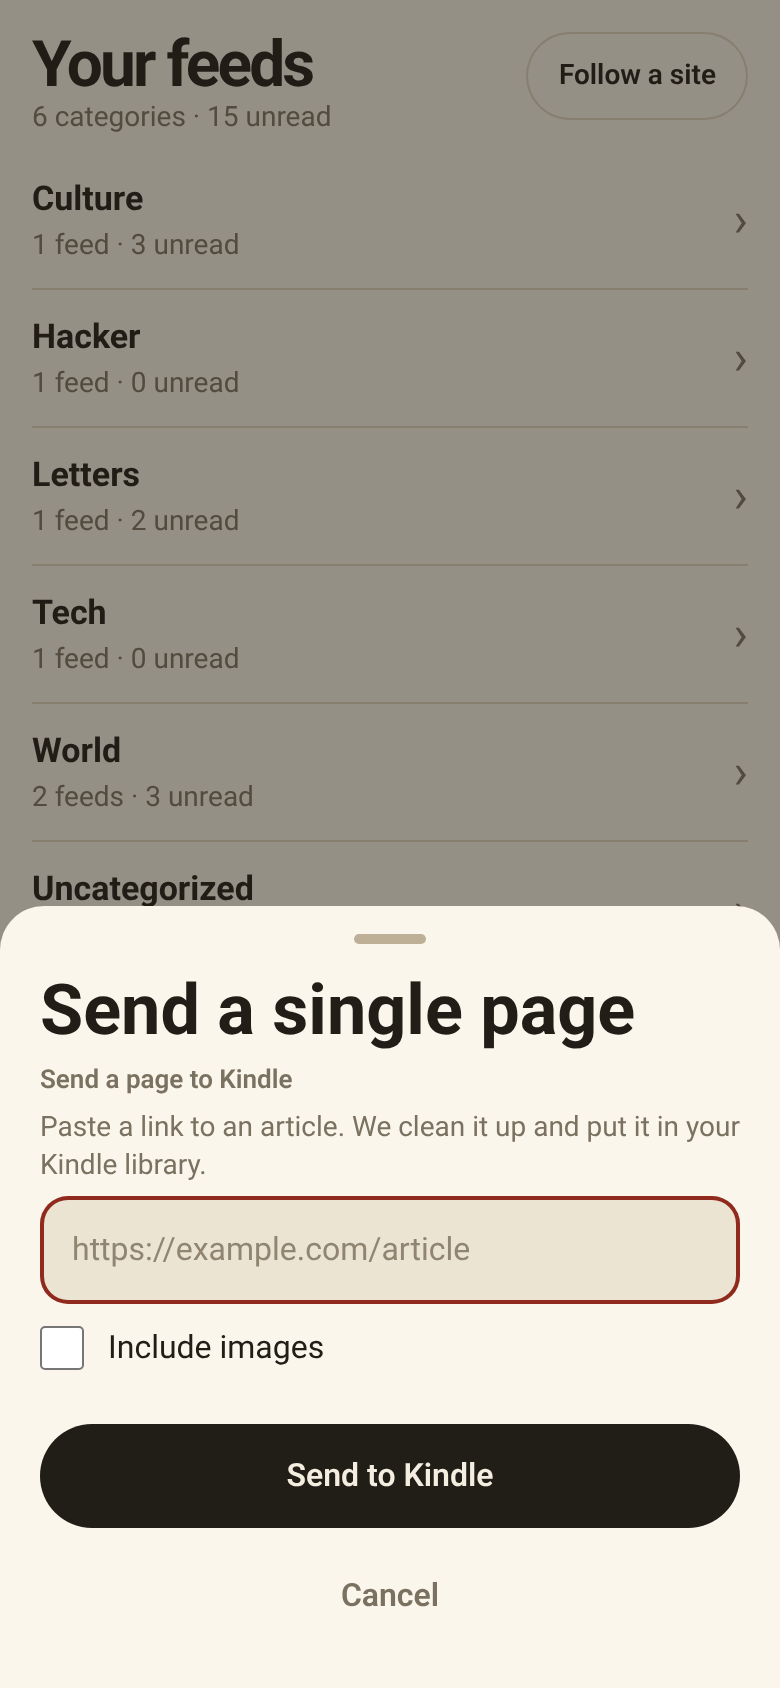 Your feeds
Follow a site
6 categories · 15 unread
Culture
1 feed · 3 unread
Hacker
1 feed · 0 unread
Letters
1 feed · 2 unread
Tech
1 feed · 0 unread
World
2 feeds · 3 unread
Uncategorized
Send a single page
Send a page to Kindle
Paste a link to an article. We clean it up and put it in your
Kindle library.
https://example.com/article
Include images
Send to Kindle
Cancel